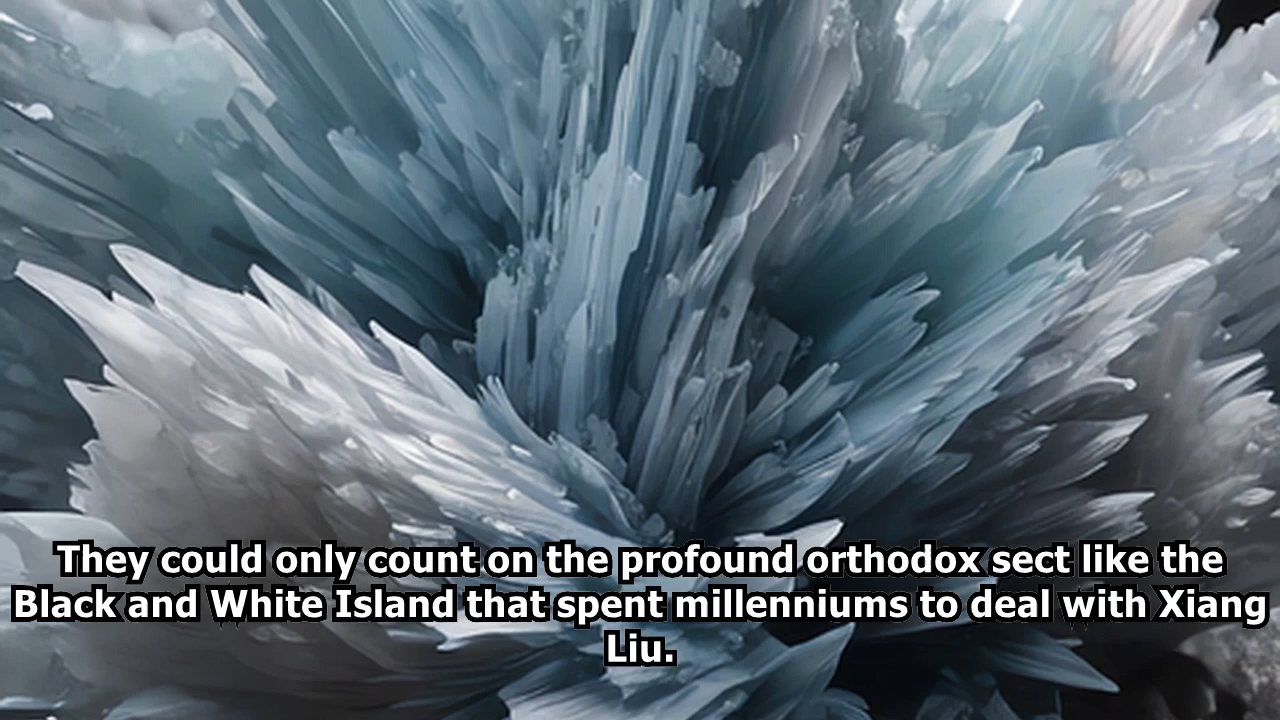 They could only count on the profound orthodox sect like the
Black and White Island that spent millenniums to deal with Xiang
Liu.